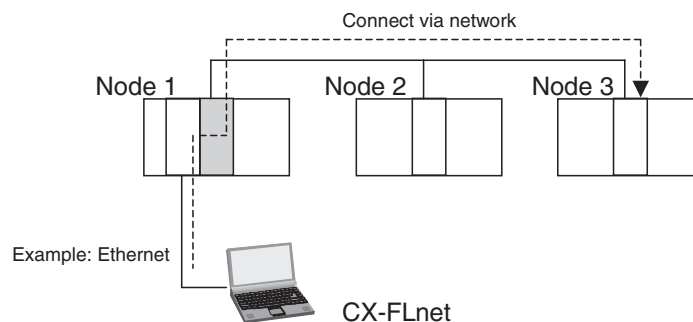 Connect via network
Node 1
Node 2
Node 3
Example: Ethernet
CX-FLnet